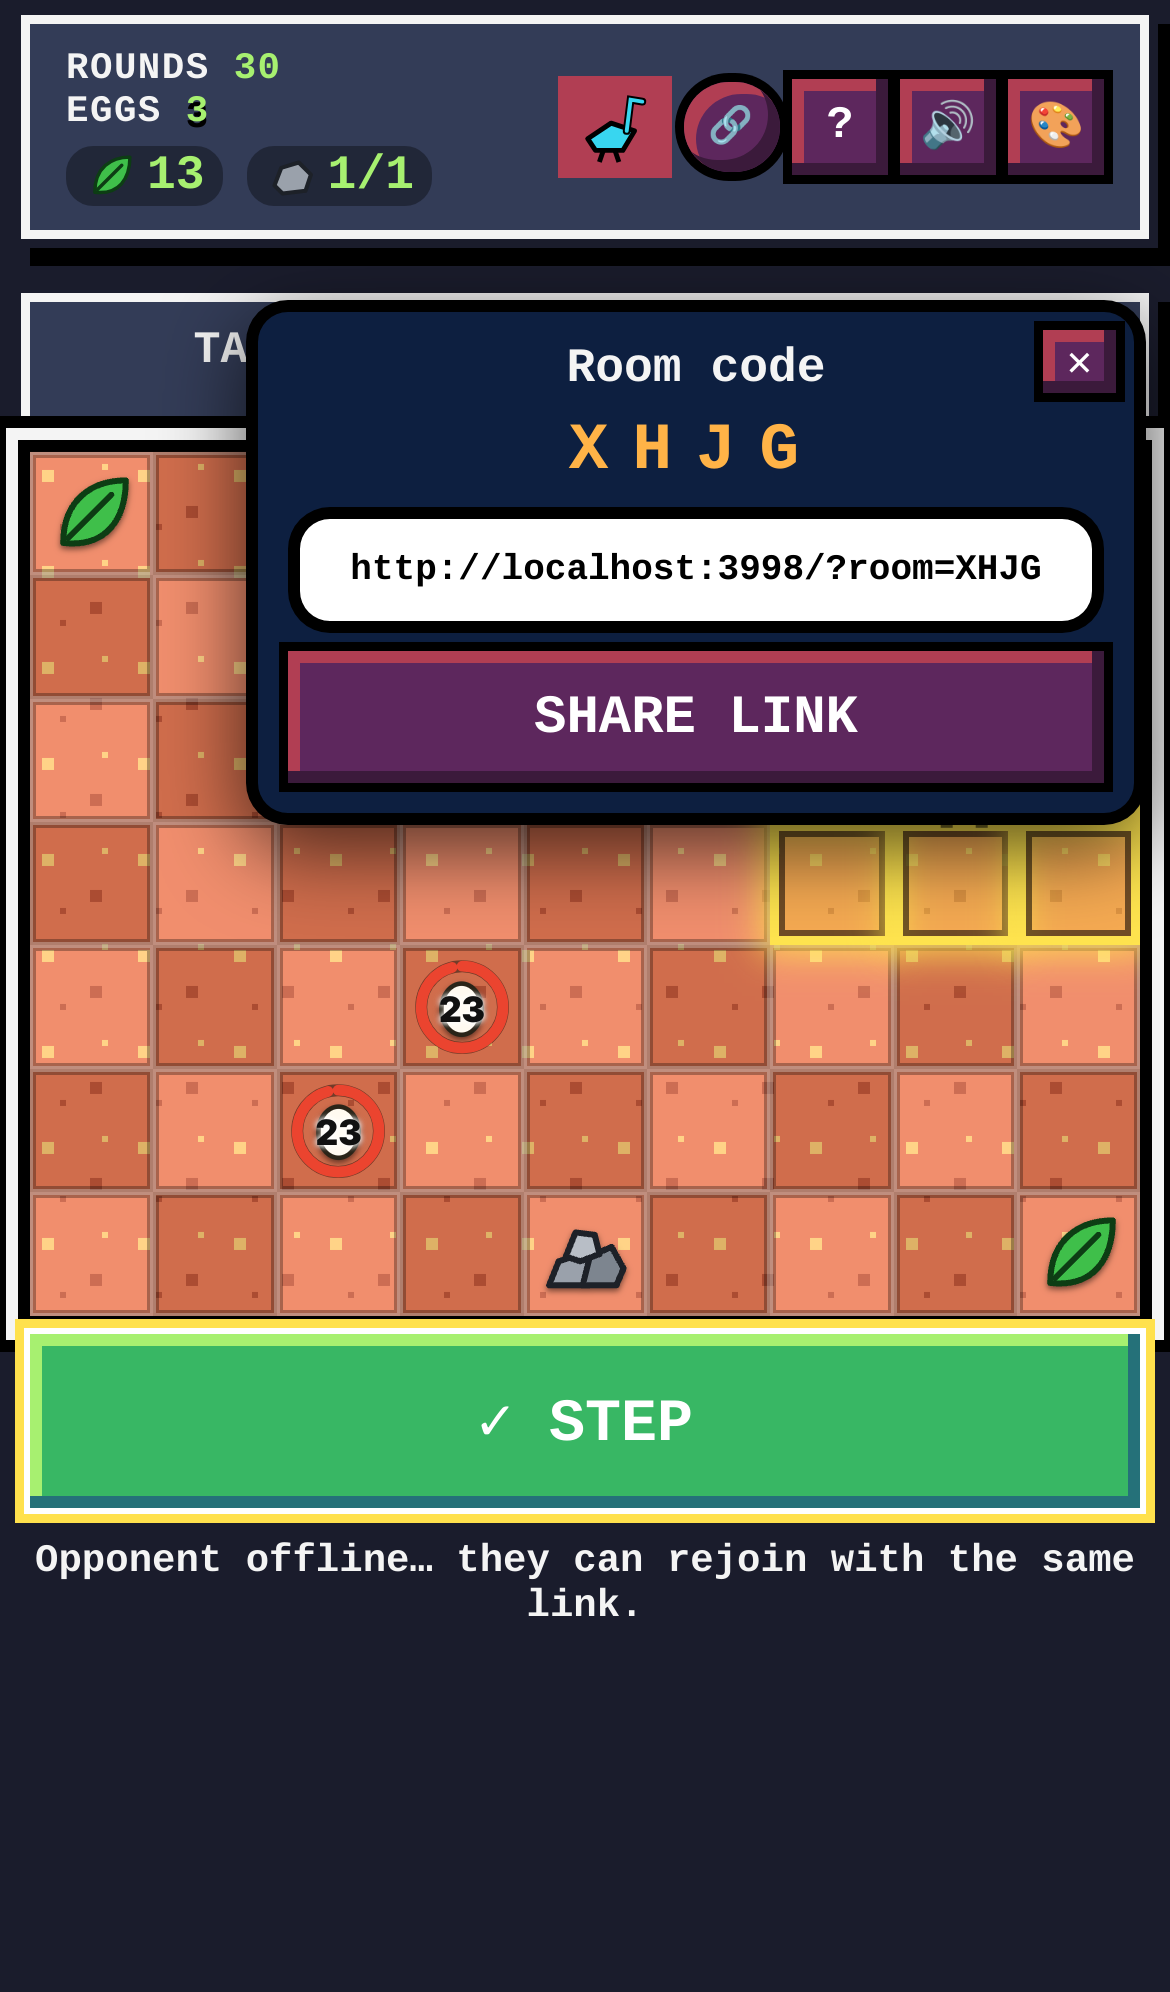 ROUNDS 30
EGGS 3
13
1/1
?
TA
Room code
×
XHJG
http://localhost:3998/?room=XHJG
SHARE LINK
23
23
✓ STEP
Opponent offline… they can rejoin with the same
link.